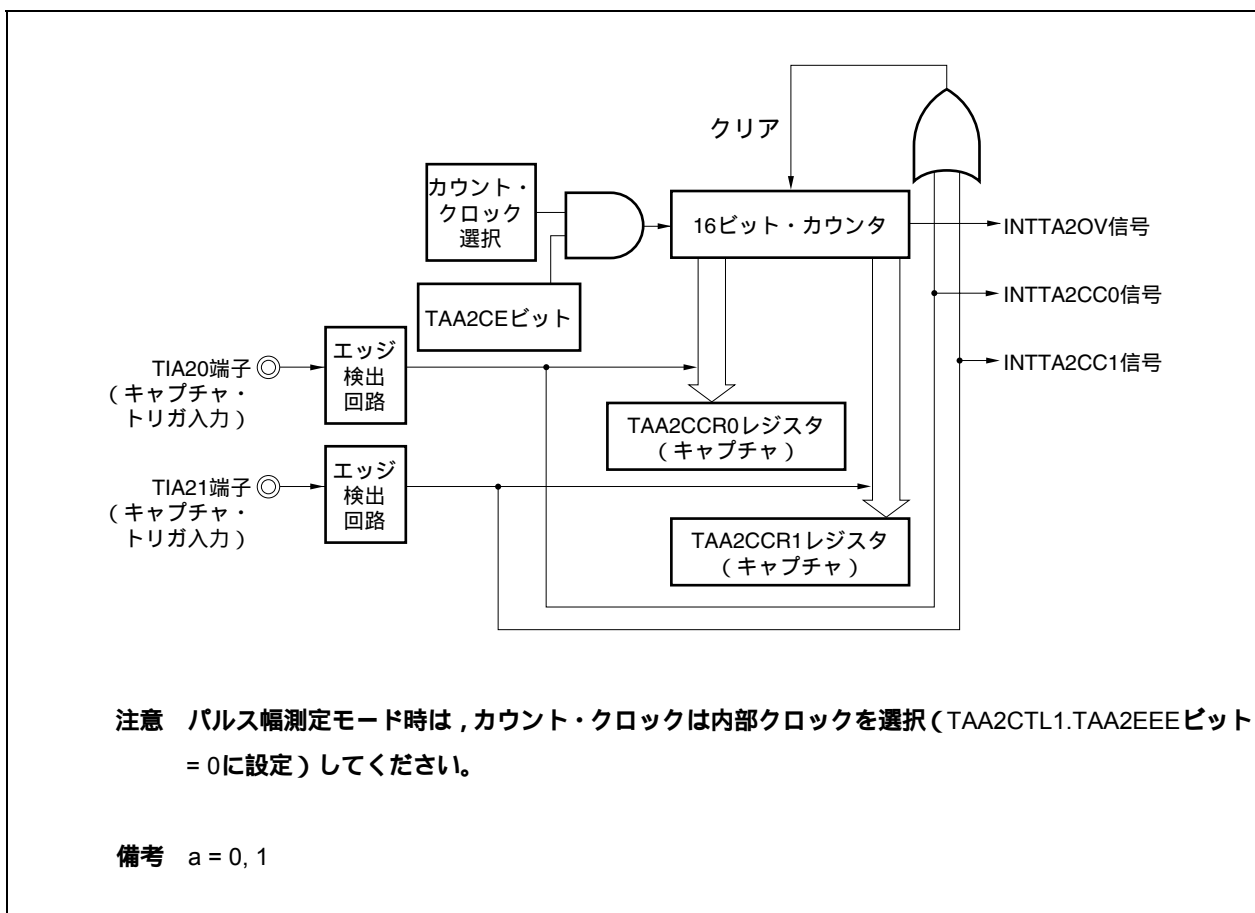 クリア
カウント・
クロック
選択
16ビット・カウンタ
INTTA2OV信号
TAA2CEビット
INTTA2CC0信号
TIA20端子
(キャプチャ・
トリガ入力)
エッジ
検出
回路
INTTA2CC1信号
TAA2CCR0レジスタ
(キャプチャ)
TIA21端子
(キャプチャ・
トリガ入力)
エッジ
検出
回路
TAA2CCR1レジスタ
(キャプチャ)
注意 パルス幅測定モード時は,カウント・クロックは内部クロックを選択(TAA2CTL1.TAA2EEEビット
= 0に設定)してください。
備考 a = 0, 1